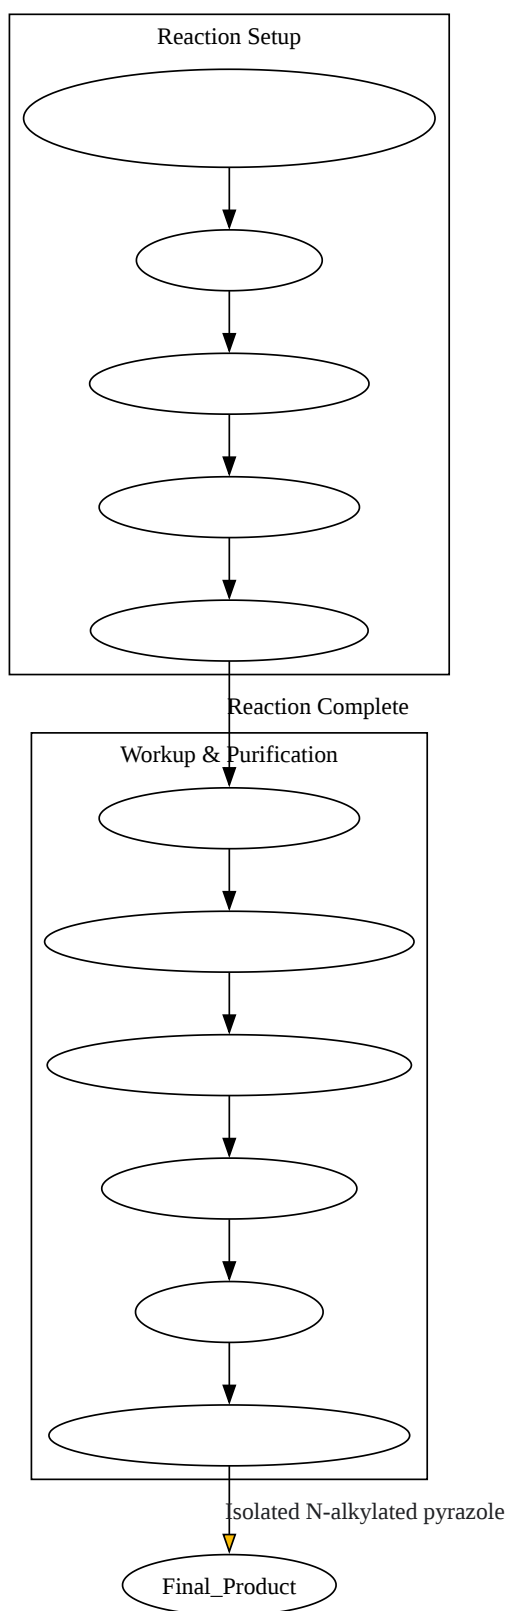 Reaction Setup
Reaction Complete
Workup & Purification
Isolated N-alkylated pyrazole
Final_Product